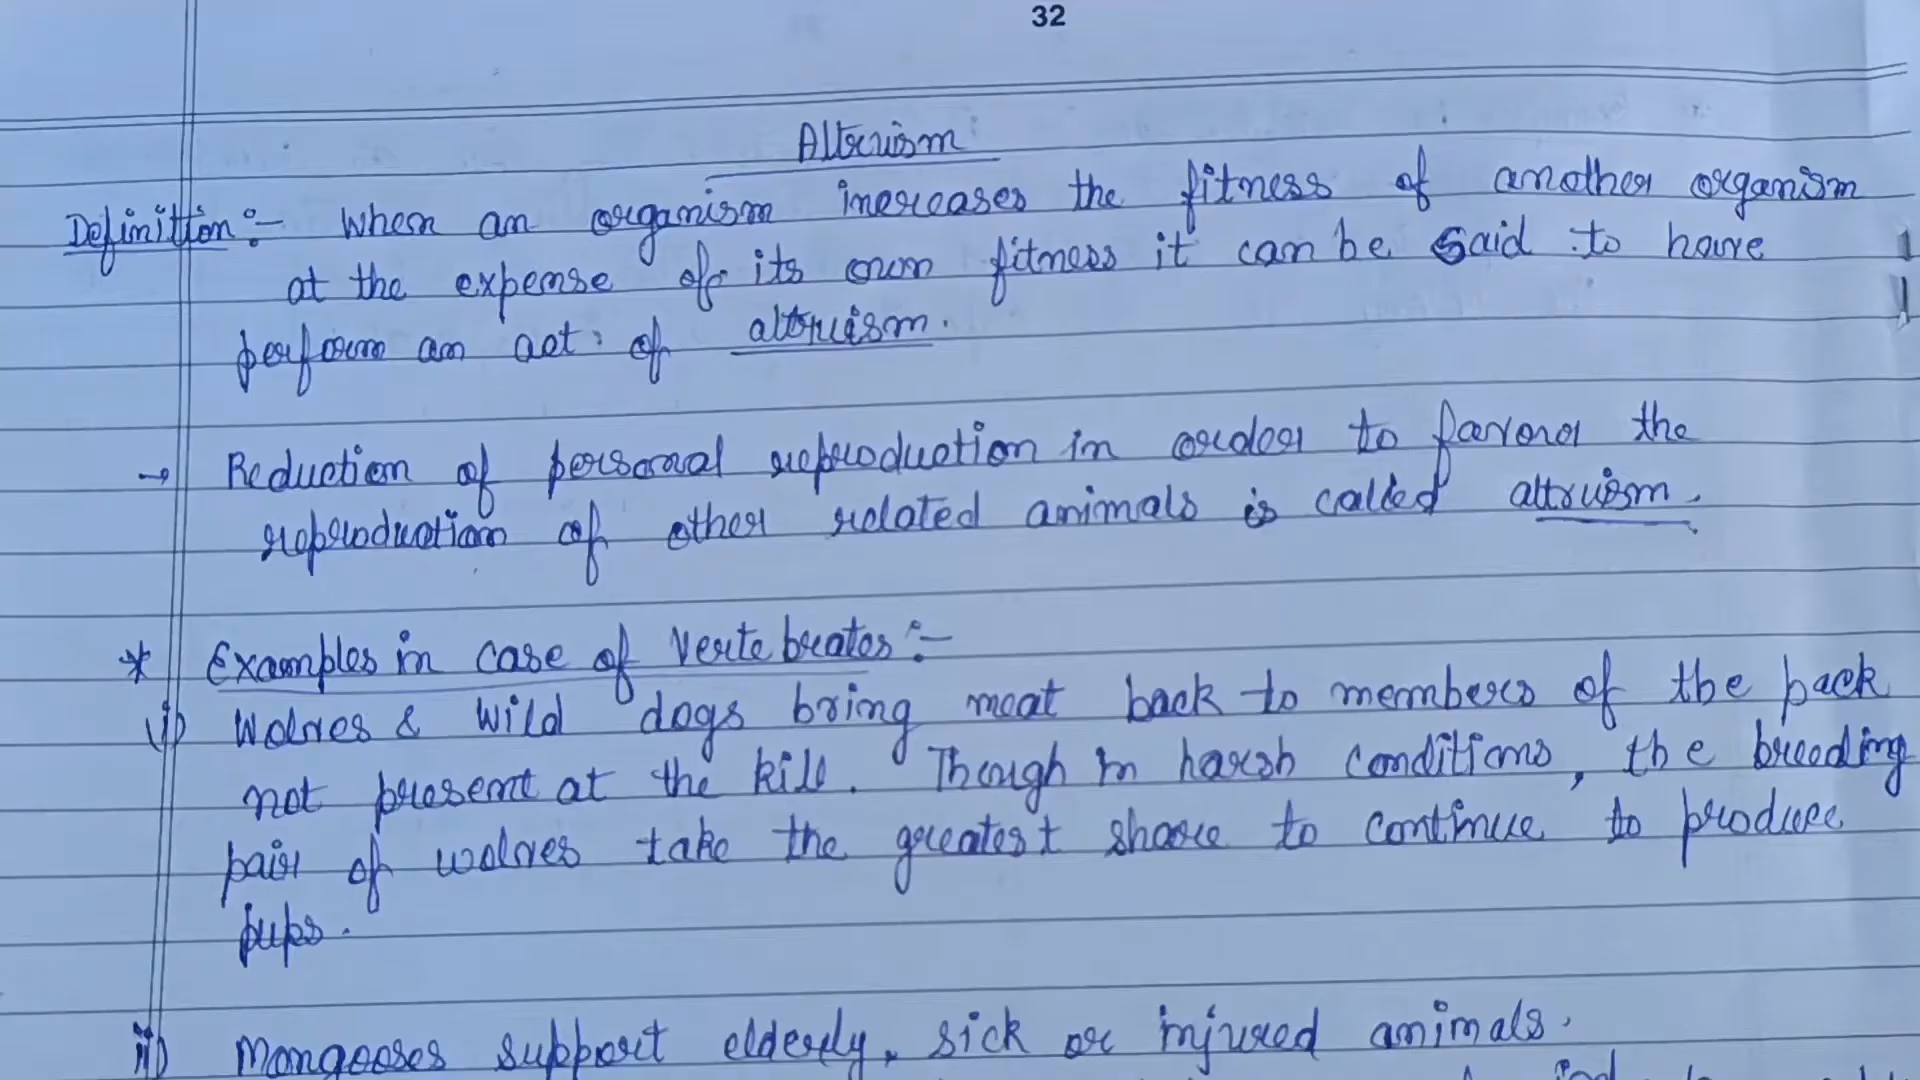 32
Altruism
Definition:- When an organism increases the fitness of another organism
at the expense of its own fitness it can be said to have
perform an act of altruism.
→ Reduction of personal reproduction in order to favour the
reproduction of other related animals is called altruism.
* Examples in case of Vertebrates:-
i) Wolves & Wild dogs bring meat back to members of the pack
not present at the kill. Though in harsh conditions, the breeding
pair of wolves take the greatest share to continue to produce
pups.
ii) Mongooses support elderly, sick or injured animals.